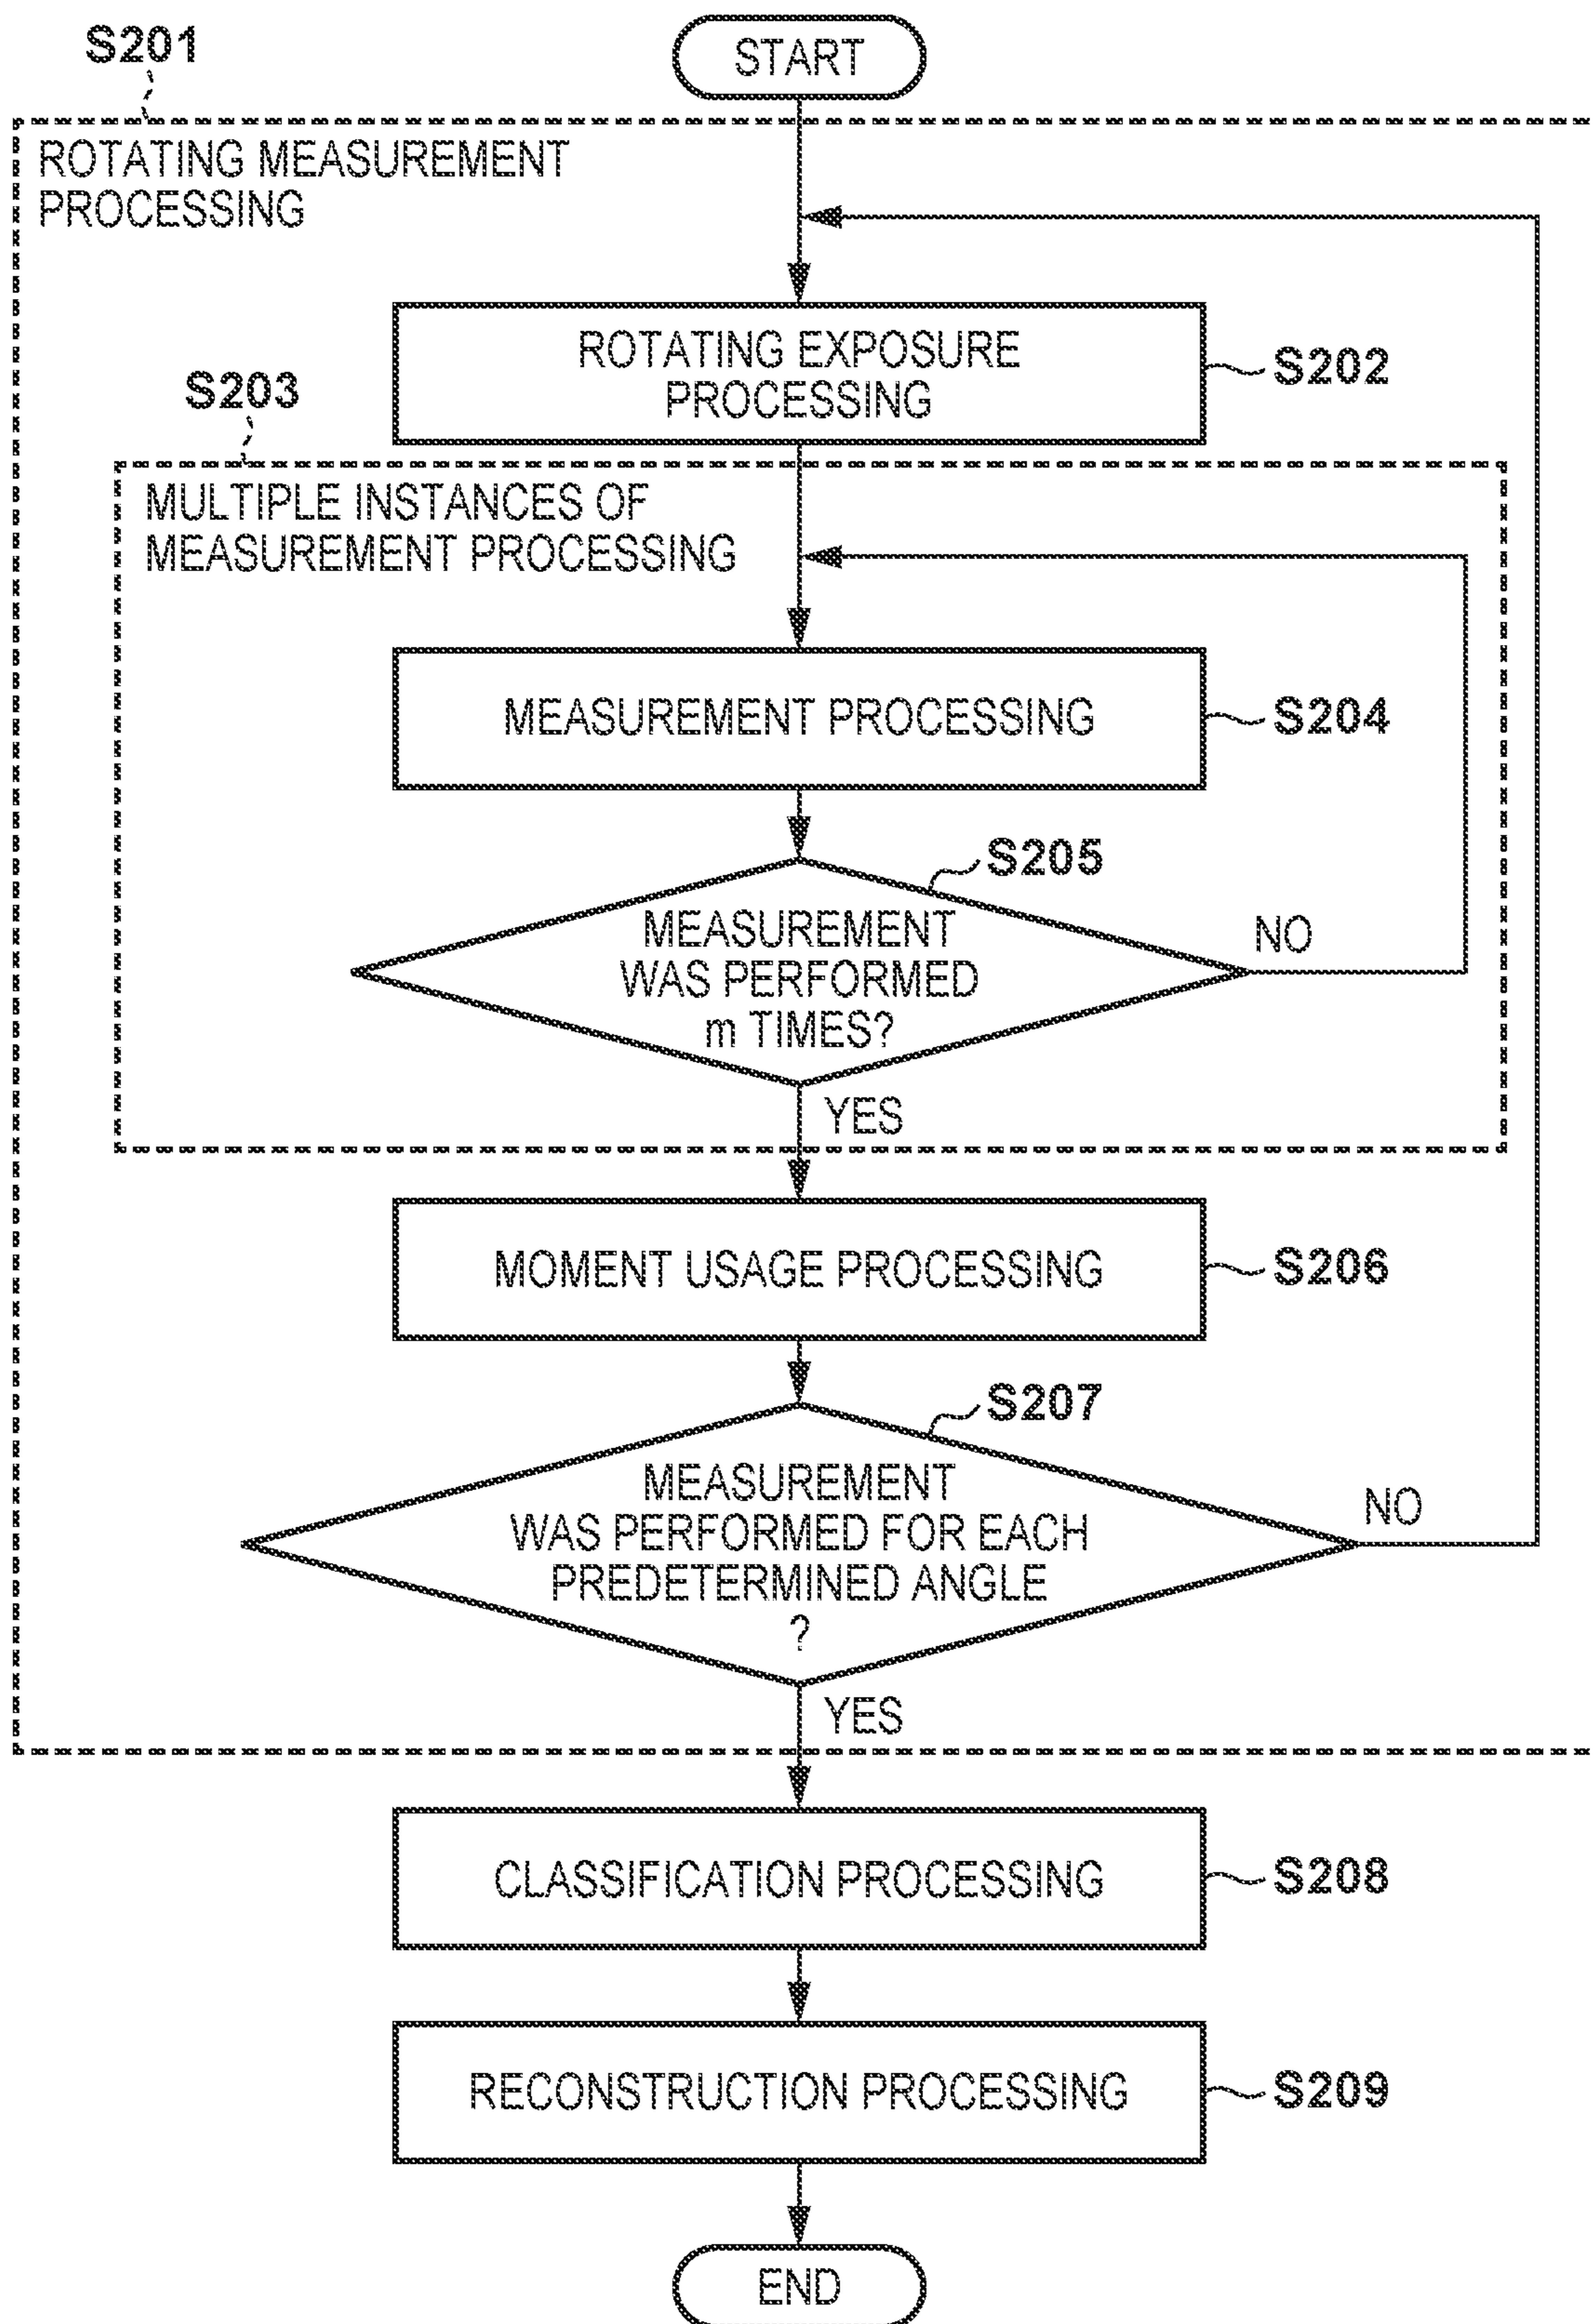 S201
START
ROTATING MEASUREMENT
PROCESSING
ROTATING EXPOSURE
PROCESSING
S202
S203
MULTIPLE INSTANCES OF
MEASUREMENT PROCESSING
MEASUREMENT PROCESSING
S204
S205
MEASUREMENT
WAS PERFORMED
m TIMES?
NO
YES
MOMENT USAGE PROCESSING
S206
S207
MEASUREMENT
WAS PERFORMED FOR EACH
PREDETERMINED ANGLE
?
NO
YES
CLASSIFICATION PROCESSING
S208
RECONSTRUCTION PROCESSING
S209
END